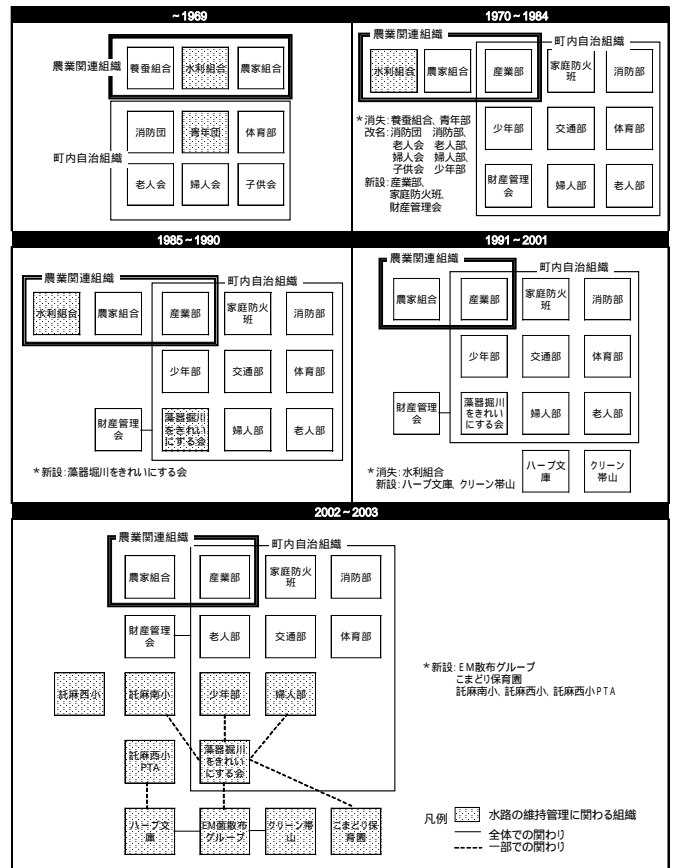 ~1969
農業関連組織
養蚕組合 水利組合 農家組合
町内自治組織
消防団 青年団 体育部
老人会 婦人会 子供会
1970~1984
農業関連組織
町内自治組織
水利組合 農家組合 産業部 家庭防火班 消防部
*消失:養蚕組合、青年部
改名:消防団 消防部、
老人会 老人部、
婦人会 婦人部、
子供会 少年部
新設:産業部、
家庭防火班、
財産管理会
少年部 交通部 体育部
財産管理会 婦人部 老人部
1985~1990
農業関連組織
町内自治組織
水利組合 農家組合 産業部 家庭防火班 消防部
少年部 交通部 体育部
財産管理会
藻器堀川をきれいにする会
婦人部 老人部
*新設:藻器堀川をきれいにする会
1991~2001
農業関連組織
町内自治組織
農家組合 産業部 家庭防火班 消防部
少年部 交通部 体育部
財産管理会
藻器堀川をきれいにする会
婦人部 老人部
*消失:水利組合
新設:ハーブ文庫、クリーン帯山
ハーブ文庫
クリーン帯山
2002~2003
農業関連組織
町内自治組織
農家組合 産業部 家庭防火班 消防部
財産管理会
老人部 交通部 体育部
*新設:EM散布グループ
こまどり保育園
託麻南小、託麻西小、託麻西小PTA
託麻西小 託麻南小 少年部 婦人部
託麻西小PTA
藻器堀川をきれいにする会
ハーブ文庫
EM菌散布グループ
クリーン帯山
こまどり保育園
凡例 水路の維持管理に関わる組織
全体での関わり
一部での関わり